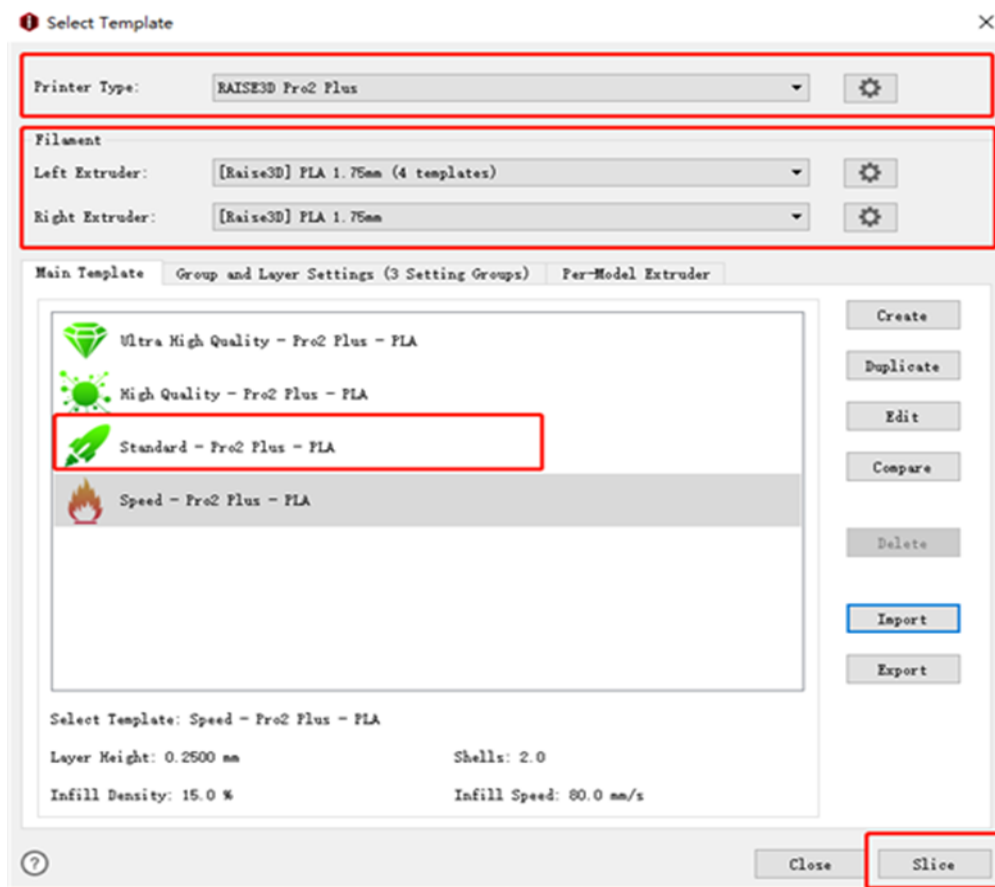 Select Template
Printer Type: RAISE3D Pro2 Plus
Filament
Left Extruder: [Raise3D] PLA 1.75mm (4 templates)
Right Extruder: [Raise3D] PLA 1.75mm
Main Template Group and Layer Settings (3 Setting Groups) Per-Model Extruder
Ultra High Quality - Pro2 Plus - PLA
High Quality - Pro2 Plus - PLA
Standard - Pro2 Plus - PLA
Speed - Pro2 Plus - PLA
Create
Duplicate
Edit
Compare
Delete
Import
Export
Select Template: Speed - Pro2 Plus - PLA
Layer Height: 0.2500 mm Shells: 2.0
Infill Density: 15.0 % Infill Speed: 80.0 mm/s
? Close Slice